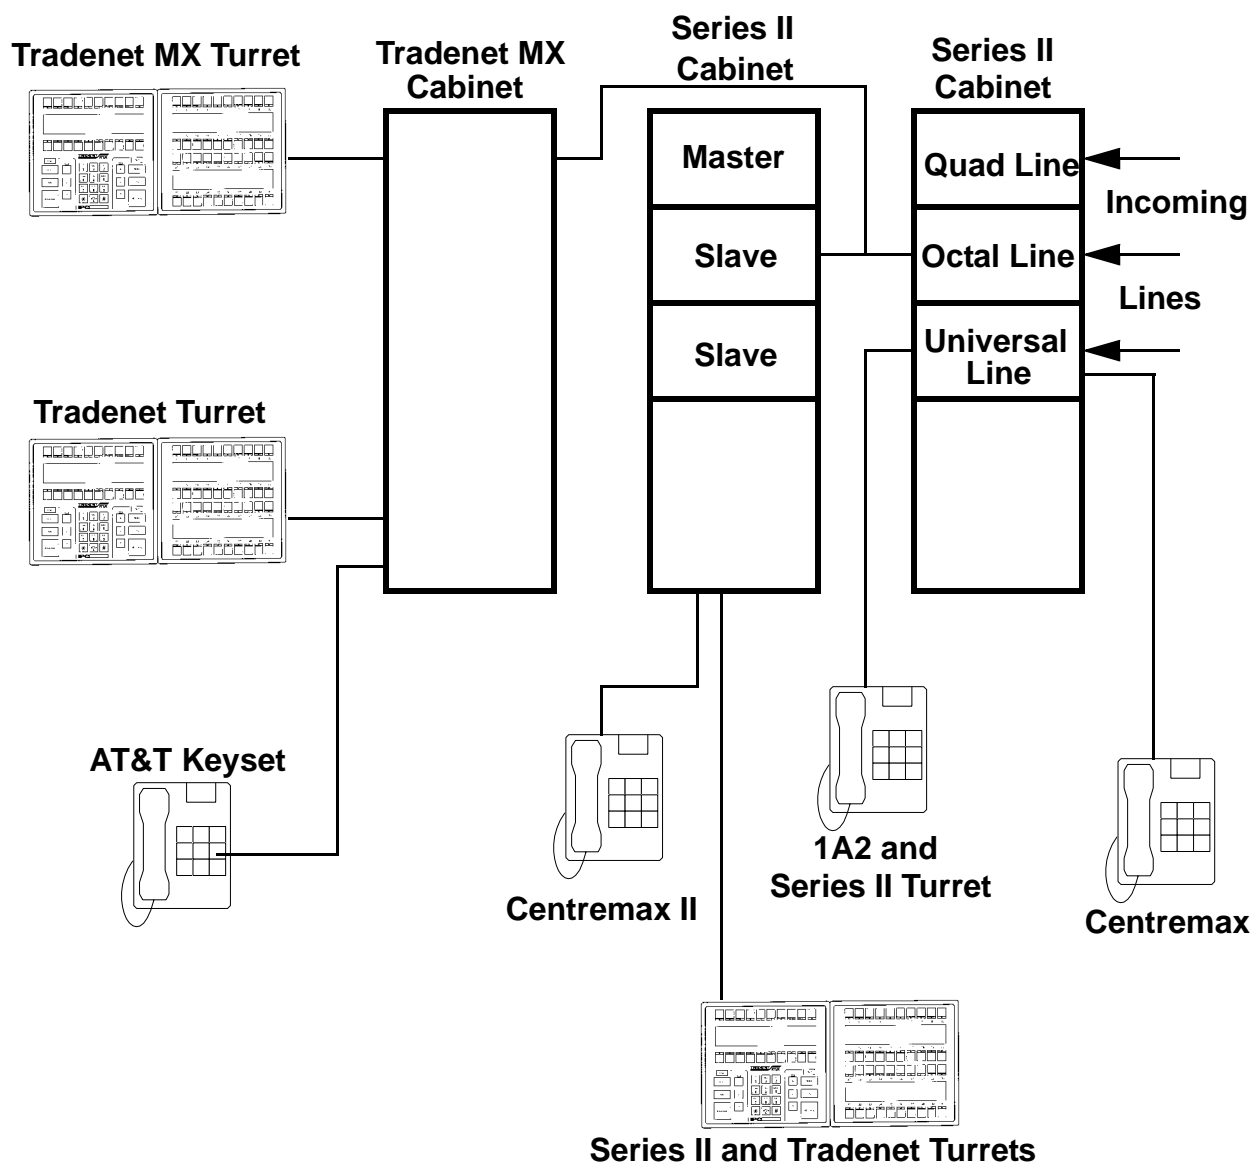 Tradenet MX Turret
Tradenet MX
Cabinet
Series II
Cabinet
Series II
Cabinet
Master
Slave
Slave
Quad Line
Octal Line
Universal
Line
Incoming
Lines
Tradenet Turret
AT&T Keyset
Centremax II
1A2 and
Series II Turret
Centremax
Series II and Tradenet Turrets